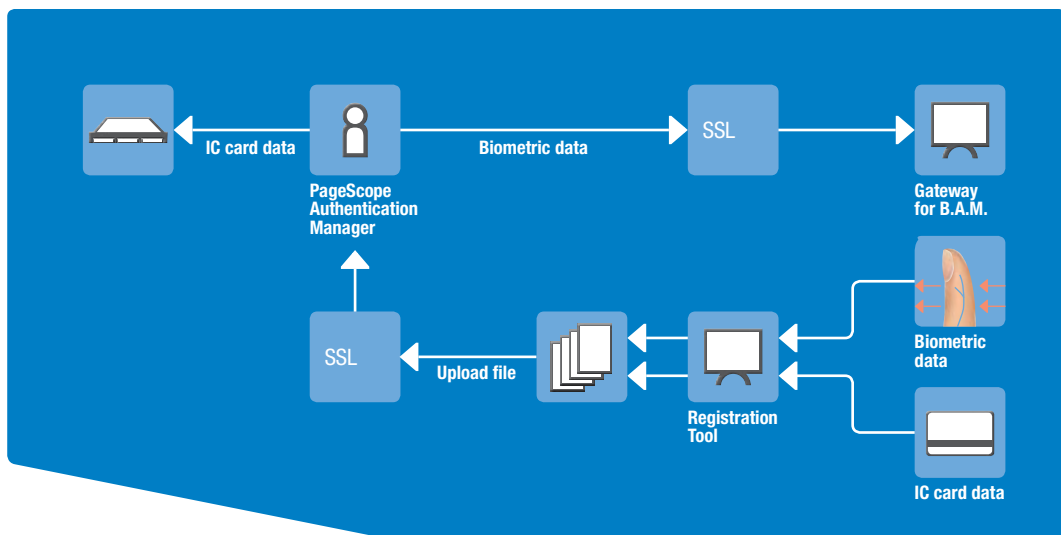 IC card data
Biometric data
SSL
PageScope
Authentication
Manager
Gateway
for B.A.M.
SSL
Upload file
Registration
Tool
Biometric
data
IC card data